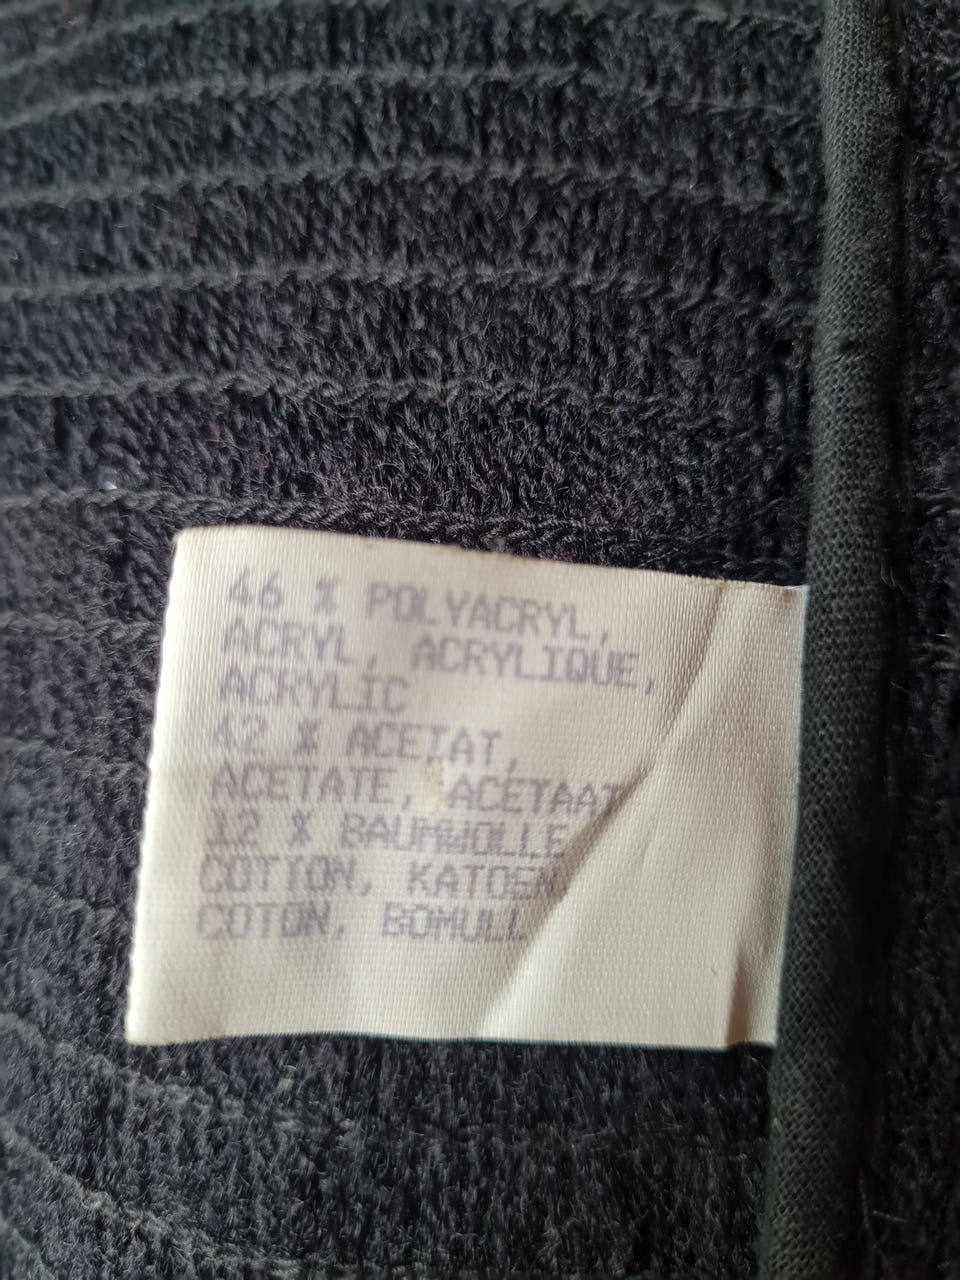 46 % POLYACRYL,
ACRYL, ACRYLIQUE,
ACRYLIC
42 % ACETAT,
ACETATE, ACETAAT
12 % BAUMWOLLE
COTTON, KATOEN
COTON, BOMULL